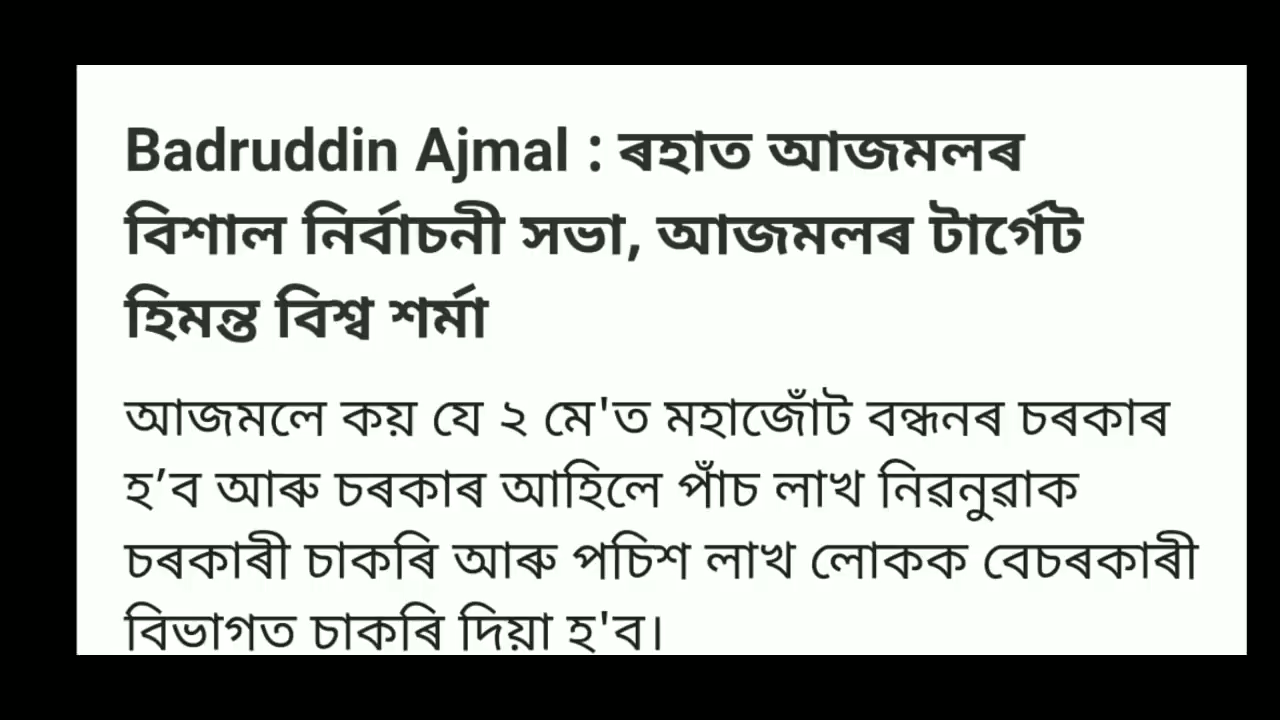 Badruddin Ajmal : ৰহাত আজমলৰ
বিশাল নিৰ্বাচনী সভা, আজমলৰ টাৰ্গেট
হিমন্ত বিশ্ব শৰ্মা
আজমলে কয় যে ২ মে'ত মহাজোঁট বন্ধনৰ চৰকাৰ
হ’ব আৰু চৰকাৰ আহিলে পাঁচ লাখ নিৱনুৱাক
চৰকাৰী চাকৰি আৰু পচিশ লাখ লোকক বেচৰকাৰী
বিভাগত চাকৰি দিয়া হ'ব।